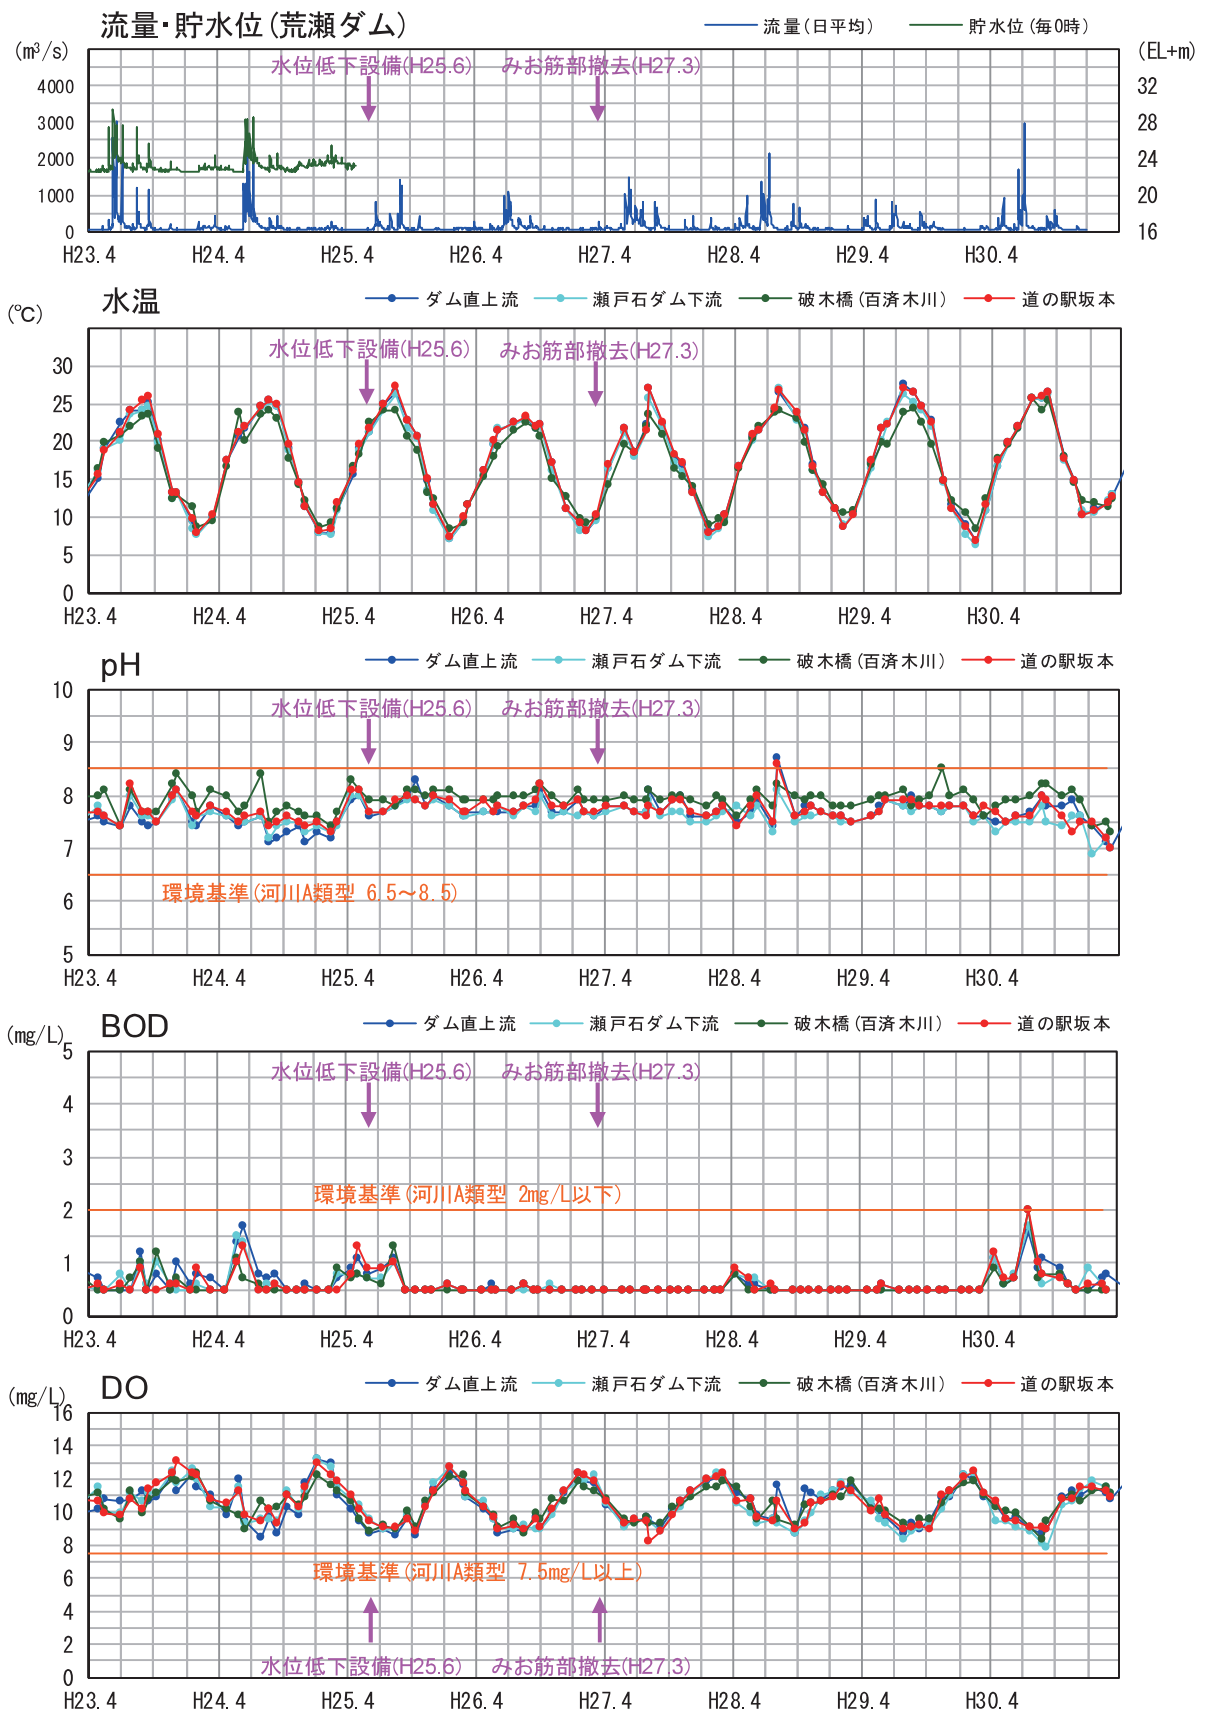 流量・貯水位(荒瀬ダム)
流量(日平均) 貯水位(毎0時)
(m³/s) (EL+m)
水位低下設備(H25.6) みお筋部撤去(H27.3)
4000 32
3000 28
2000 24
1000 20
0 16
H23.4 H24.4 H25.4 H26.4 H27.4 H28.4 H29.4 H30.4
水温
ダム直上流 瀬戸石ダム下流 破木橋(百済木川) 道の駅坂本
(℃)
水位低下設備(H25.6) みお筋部撤去(H27.3)
30
25
20
15
10
5
0
H23.4 H24.4 H25.4 H26.4 H27.4 H28.4 H29.4 H30.4
pH
ダム直上流 瀬戸石ダム下流 破木橋(百済木川) 道の駅坂本
10
水位低下設備(H25.6) みお筋部撤去(H27.3)
9
8
7
環境基準(河川A類型 6.5～8.5)
6
5
H23.4 H24.4 H25.4 H26.4 H27.4 H28.4 H29.4 H30.4
BOD
ダム直上流 瀬戸石ダム下流 破木橋(百済木川) 道の駅坂本
(mg/L)
5
水位低下設備(H25.6) みお筋部撤去(H27.3)
4
3
環境基準(河川A類型 2mg/L以下)
2
1
0
H23.4 H24.4 H25.4 H26.4 H27.4 H28.4 H29.4 H30.4
DO
ダム直上流 瀬戸石ダム下流 破木橋(百済木川) 道の駅坂本
(mg/L)
16
14
12
10
8
環境基準(河川A類型 7.5mg/L以上)
6
4
2
水位低下設備(H25.6) みお筋部撤去(H27.3)
0
H23.4 H24.4 H25.4 H26.4 H27.4 H28.4 H29.4 H30.4